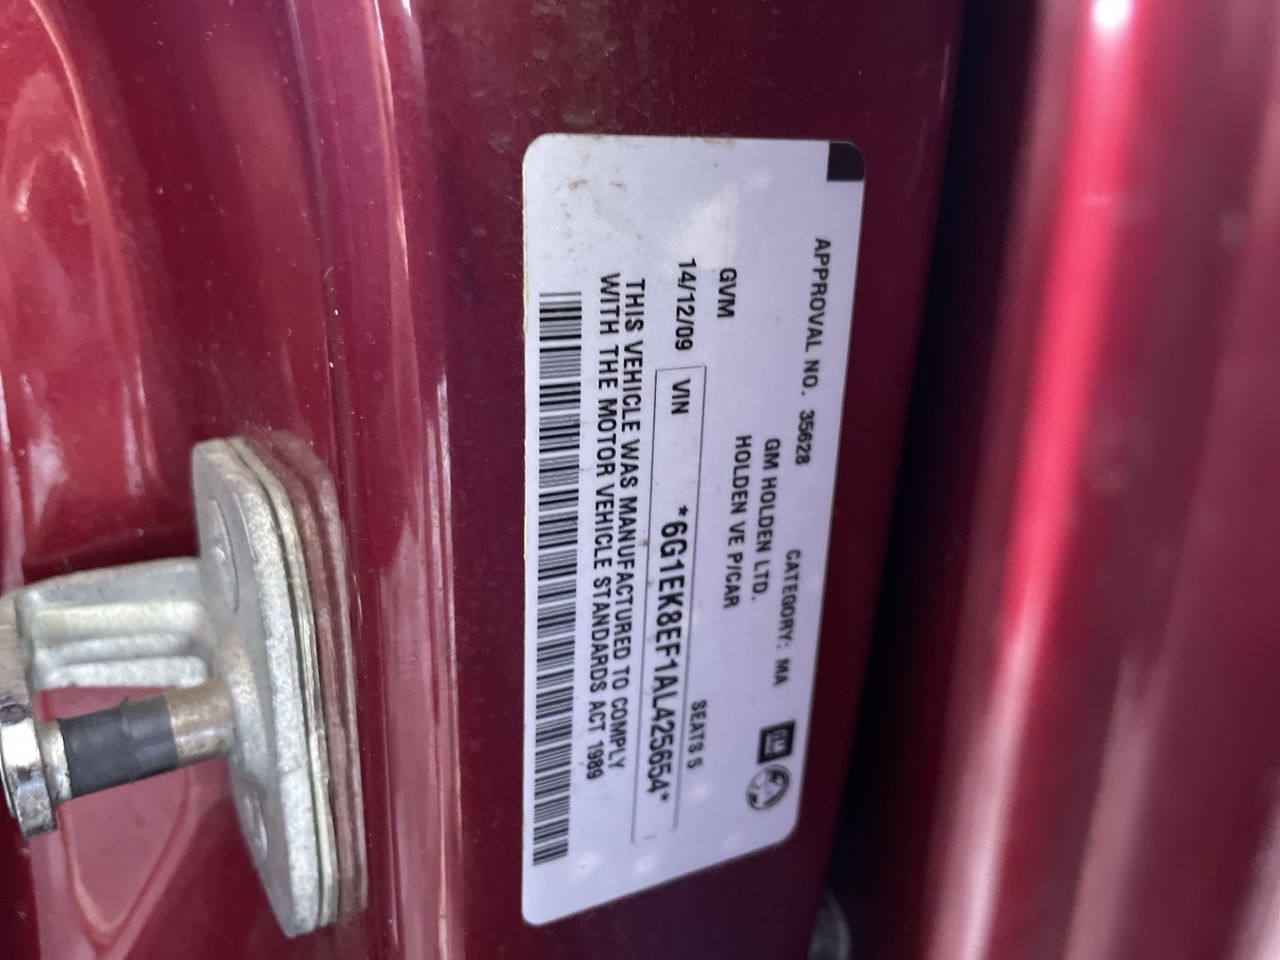 APPROVAL NO. 35628 CATEGORY: MA
GM HOLDEN LTD.
HOLDEN VE P/CAR
GM
GVM SEATS 5
14/12/09 VIN *6G1EK8EF1AL425654*
THIS VEHICLE WAS MANUFACTURED TO COMPLY
WITH THE MOTOR VEHICLE STANDARDS ACT 1989